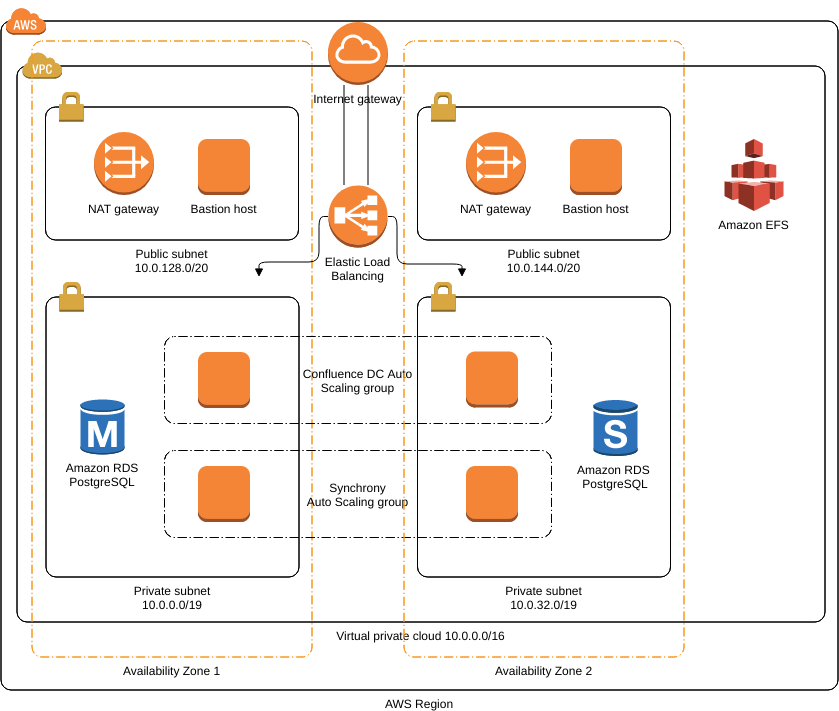 AWS
VPC
Internet gateway
NAT gateway
Bastion host
NAT gateway
Bastion host
Amazon EFS
Public subnet
10.0.128.0/20
Elastic Load
Balancing
Public subnet
10.0.144.0/20
Confluence DC Auto
Scaling group
M
Amazon RDS
PostgreSQL
S
Amazon RDS
PostgreSQL
Synchrony
Auto Scaling group
Private subnet
10.0.0.0/19
Private subnet
10.0.32.0/19
Virtual private cloud 10.0.0.0/16
Availability Zone 1
Availability Zone 2
AWS Region